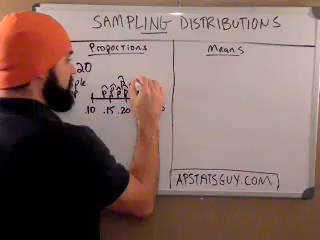 SAMPLING DISTRIBUTIONS
Proportions
Means
20
.10 .15 .20
APSTATSGUY.COM